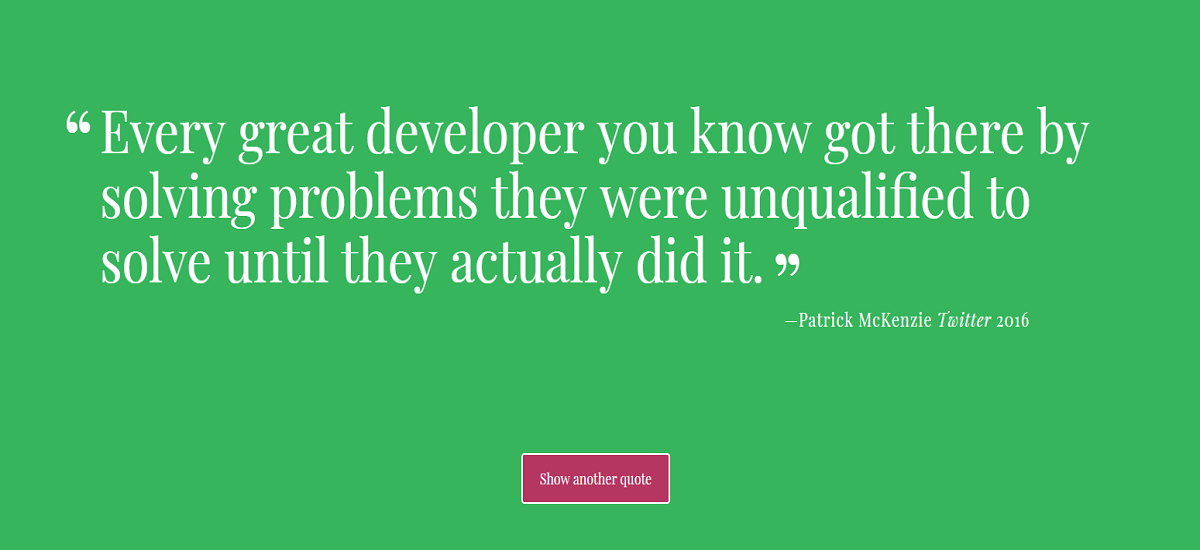 “ Every great developer you know got there by
solving problems they were unqualified to
solve until they actually did it. ”
—Patrick McKenzie Twitter 2016
Show another quote